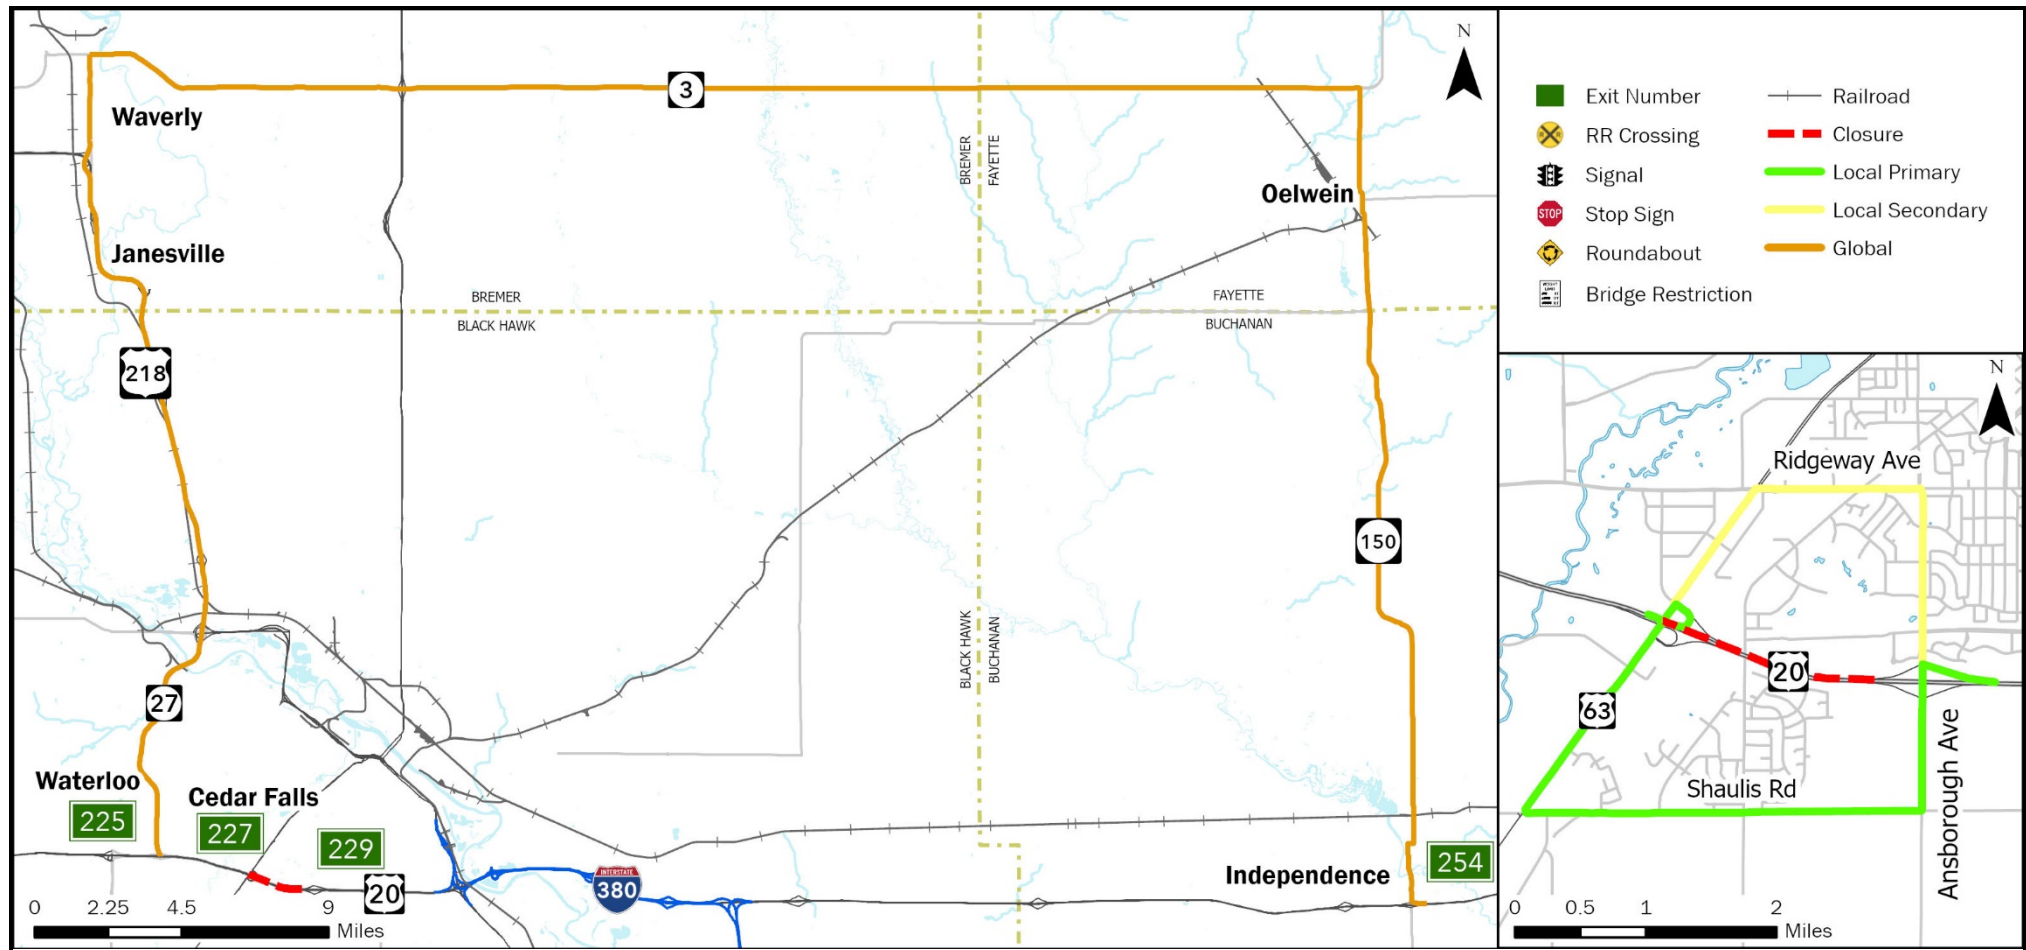 N
3
Waverly
BREMER
FAYETTE
Oelwein
Janesville
BREMER
BLACK HAWK
FAYETTE
BUCHANAN
218
150
BLACK HAWK
BUCHANAN
27
Waterloo
225
Cedar Falls
227
229
254
Independence
INTERSTATE
380
20
0 2.25 4.5 9
Miles
Exit Number
RR Crossing
Signal
STOP
Stop Sign
Roundabout
Bridge Restriction
Railroad
Closure
Local Primary
Local Secondary
Global
N
Ridgeway Ave
20
63
Shaulis Rd
Ansborough Ave
0 0.5 1 2
Miles